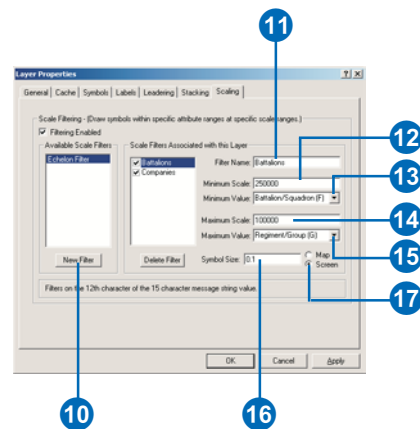 11
Layer Properties
? X
General Cache Symbols Labels Leadering Stacking Scaling
Scale Filtering - (Draw symbols within specific attribute ranges at specific scale ranges.)
Filtering Enabled
Available Scale Filters
Scale Filters Associated with this Layer
12
Echelon Filter
Battalions
Companies
Filter Name: Battalions
Minimum Scale: 250000
13
Minimum Value: Battalion/Squadron (F)
Maximum Scale: 100000
14
Maximum Value: Regiment/Group (G)
15
New Filter
Delete Filter
Symbol Size: 0.1
Map
Screen
17
Filters on the 12th character of the 15 character message string value.
OK
Cancel
Apply
10
16